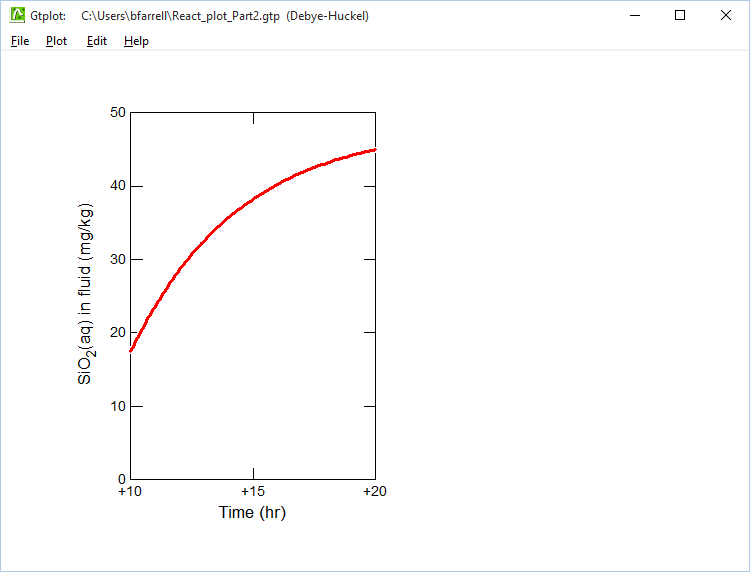 Gtplot: C:\Users\bfarrell\React_plot_Part2.gtp (Debye-Huckel)
File Plot Edit Help
50
40
30
20
10
0
SiO₂(aq) in fluid (mg/kg)
+10 +15 +20
Time (hr)